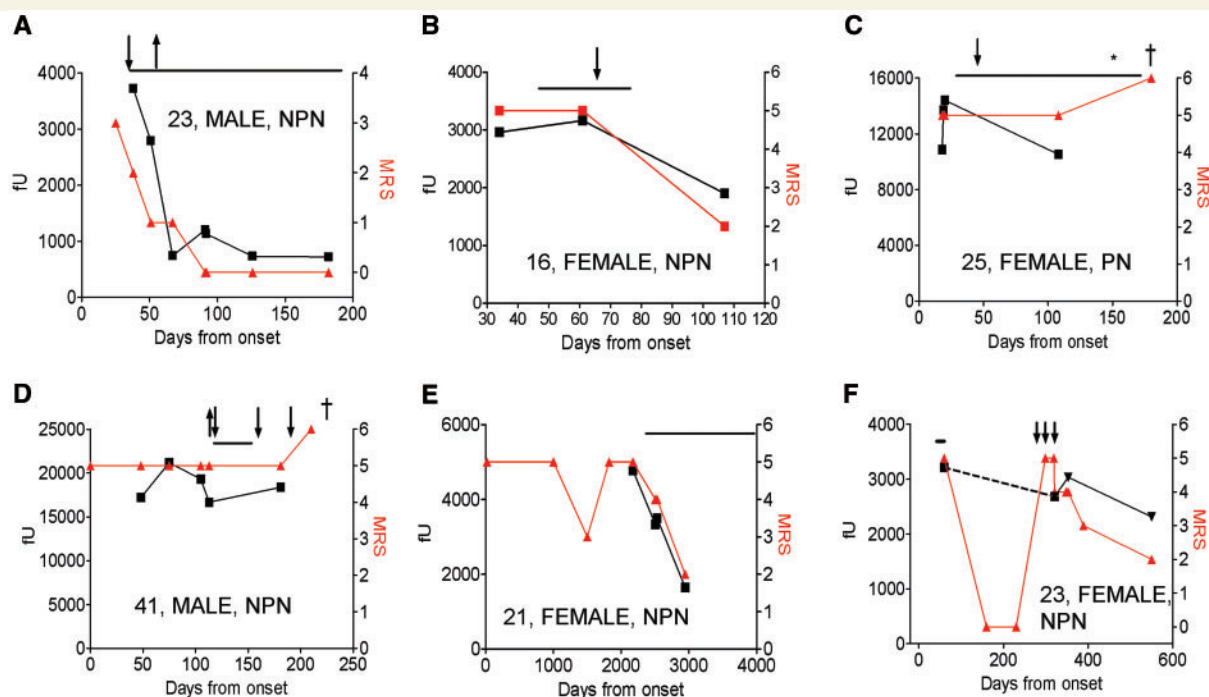 A
4000
3000
2000
1000
0
fU
4
3
2
1
0
MRS
23, MALE, NPN
0 50 100 150 200
Days from onset
B
4000
3000
2000
1000
0
fU
6
5
4
3
2
1
0
MRS
16, FEMALE, NPN
30 40 50 60 70 80 90 100 110 120
Days from onset
C
* †
16000
14000
12000
10000
8000
6000
4000
2000
0
fU
6
5
4
3
2
1
0
MRS
25, FEMALE, PN
0 50 100 150 200
Days from onset
D
†
25000
20000
15000
10000
5000
0
fU
6
5
4
3
2
1
0
MRS
41, MALE, NPN
0 50 100 150 200 250
Days from onset
E
6000
4000
2000
0
fU
6
5
4
3
2
1
0
MRS
21, FEMALE, NPN
0 1000 2000 3000 4000
Days from onset
F
4000
3000
2000
1000
0
fU
6
5
4
3
2
1
0
MRS
23, FEMALE,
NPN
0 200 400 600
Days from onset